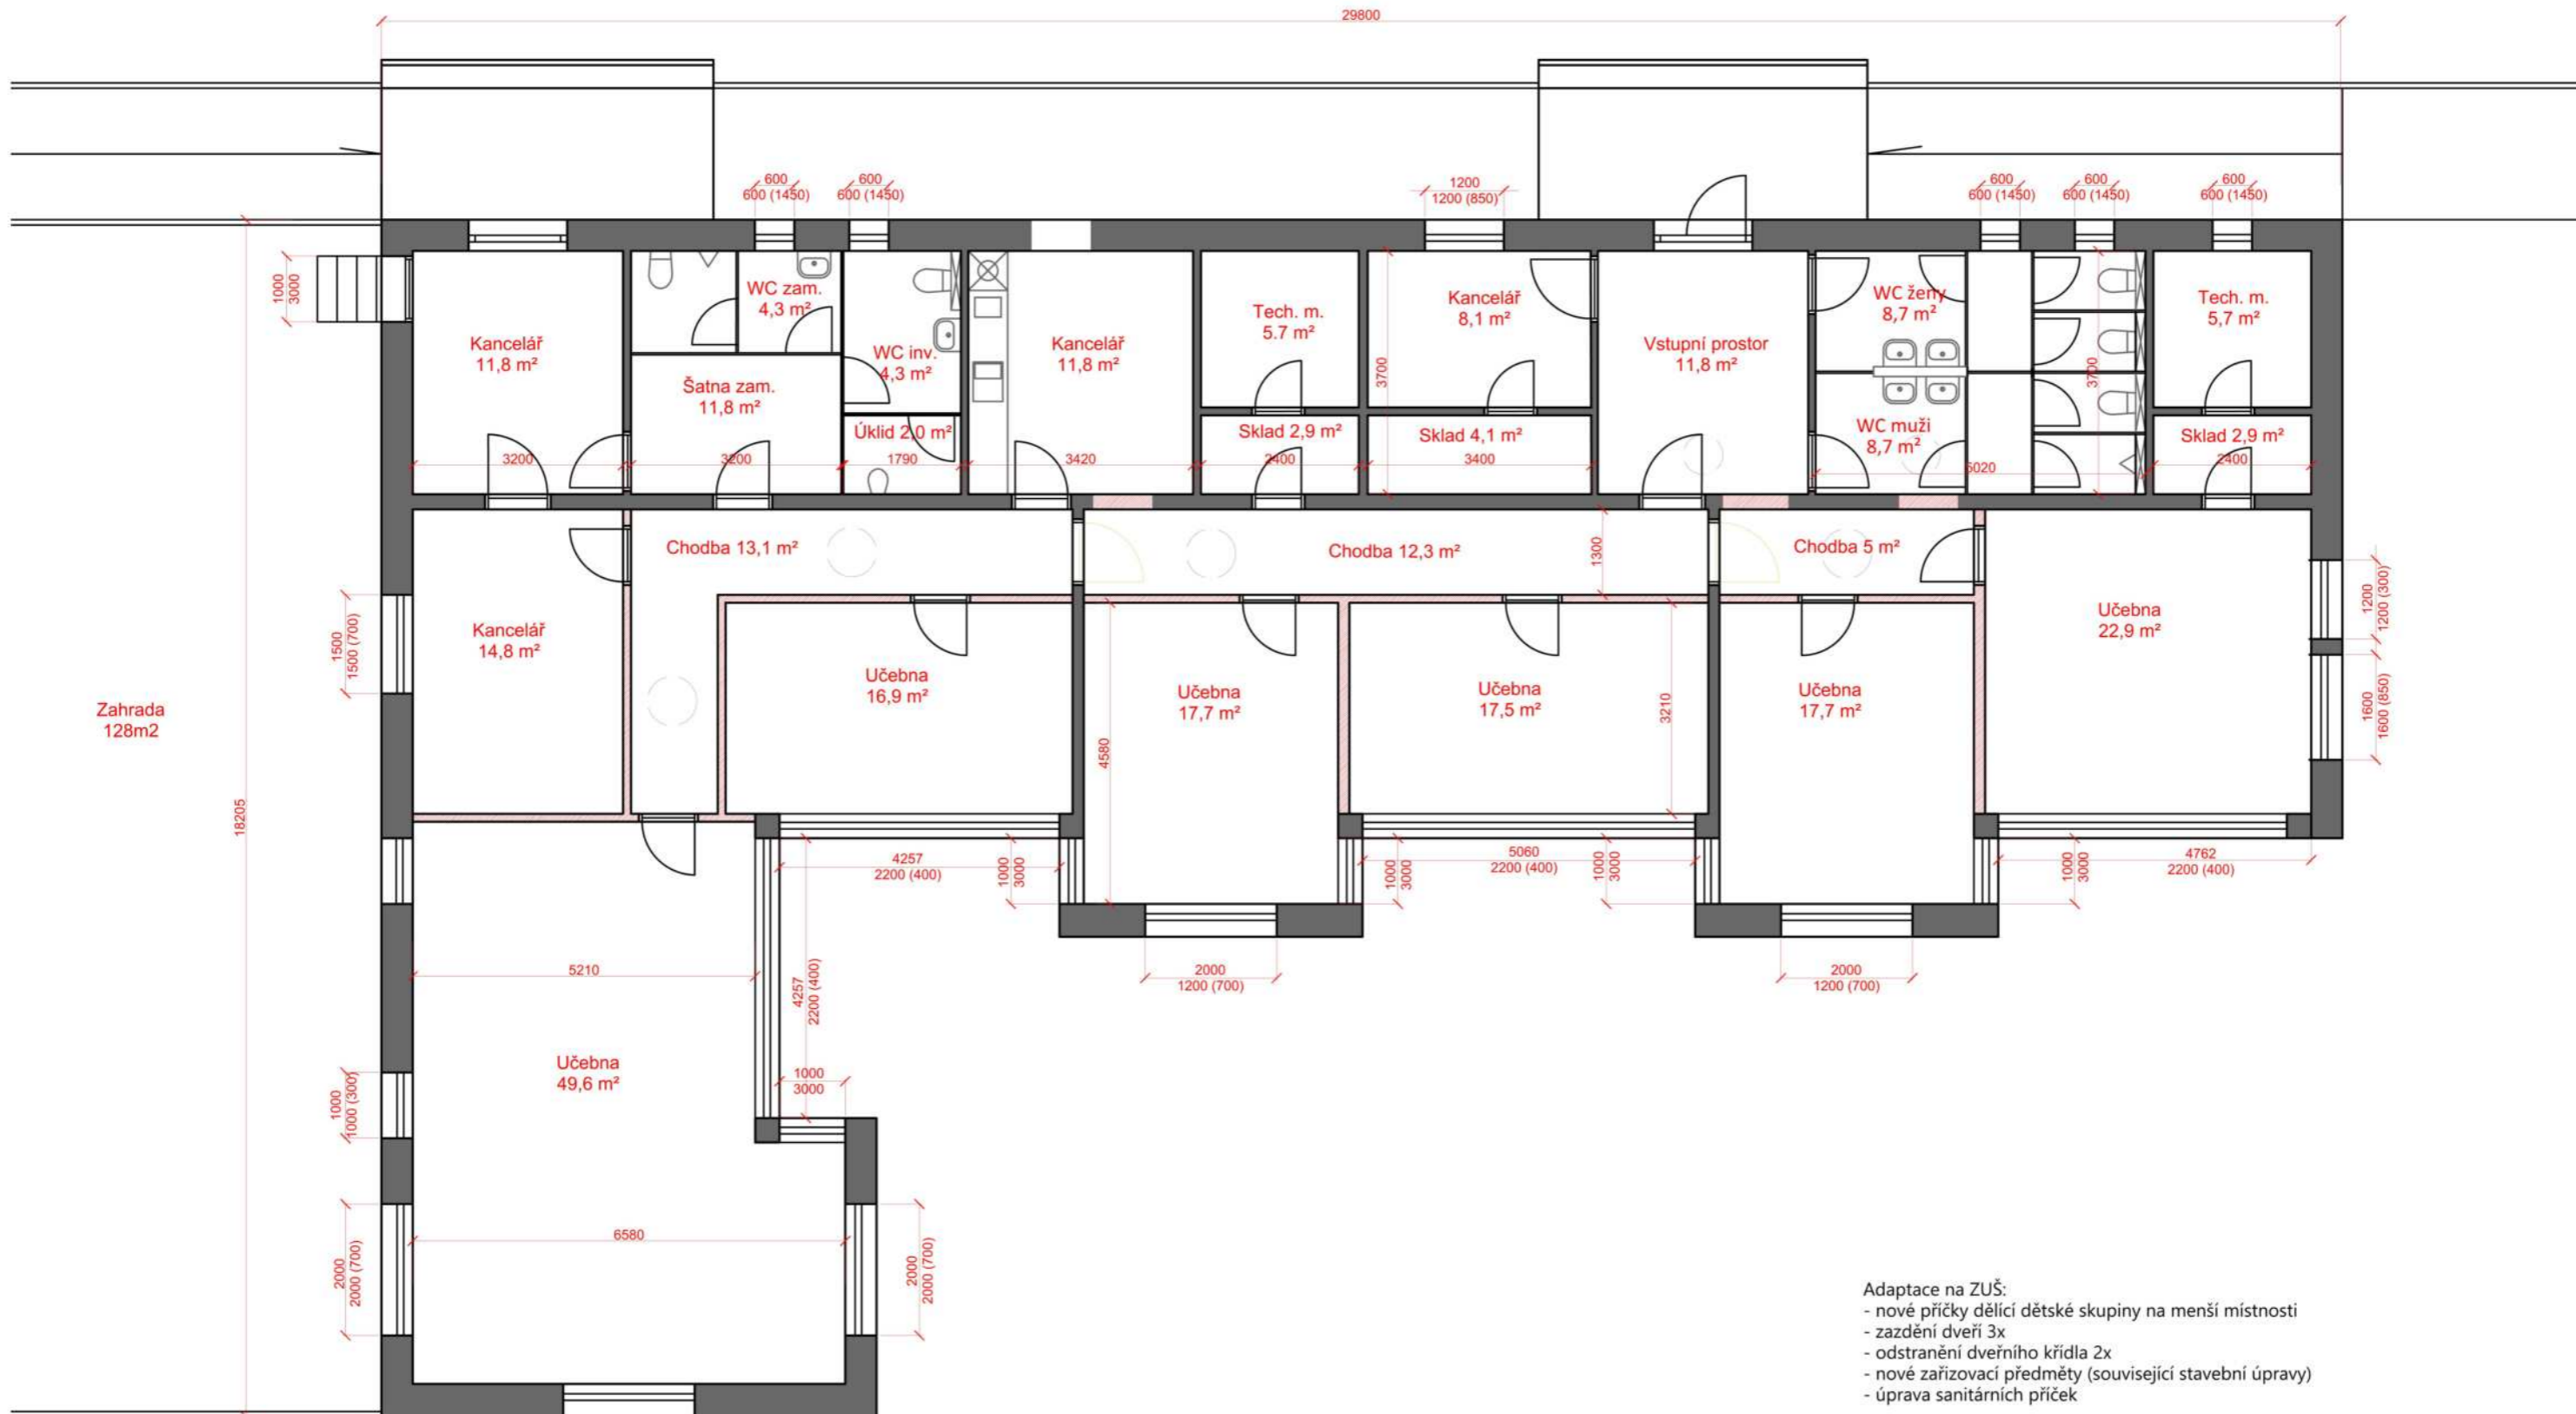 29800
600
600 (1450)
600
600 (1450)
1200
1200 (850)
600
600 (1450)
600
600 (1450)
600
600 (1450)
1000
3000
Kancelář
11,8 m²
WC zam.
4,3 m²
Šatna zam.
11,8 m²
WC inv.
4,3 m²
Úklid 2,0 m²
Kancelář
11,8 m²
Tech. m.
5.7 m²
Sklad 2,9 m²
3700
Kancelář
8,1 m²
Sklad 4,1 m²
Vstupní prostor
11,8 m²
WC ženy
8,7 m²
WC muži
8,7 m²
3700
Tech. m.
5,7 m²
Sklad 2,9 m²
3200
3200
1790
3420
2400
3400
5020
2400
Chodba 13,1 m²
Chodba 12,3 m²
1300
Chodba 5 m²
1500
1500 (700)
Kancelář
14,8 m²
Učebna
16,9 m²
4580
Učebna
17,7 m²
Učebna
17,5 m²
3210
Učebna
17,7 m²
Učebna
22,9 m²
1200
1200 (300)
1600
1600 (850)
Zahrada
128m2
18205
4257
2200 (400)
1000
3000
1000
3000
5060
2200 (400)
1000
3000
1000
3000
4762
2200 (400)
5210
4257
2200 (400)
2000
1200 (700)
2000
1200 (700)
Učebna
49,6 m²
1000
3000
1000
1000 (300)
6580
2000
2000 (700)
2000
2000 (700)
Adaptace na ZUŠ:
- nové příčky dělící dětské skupiny na menší místnosti
- zazdění dveří 3x
- odstranění dveřního křídla 2x
- nové zařizovací předměty (související stavební úpravy)
- úprava sanitárních příček